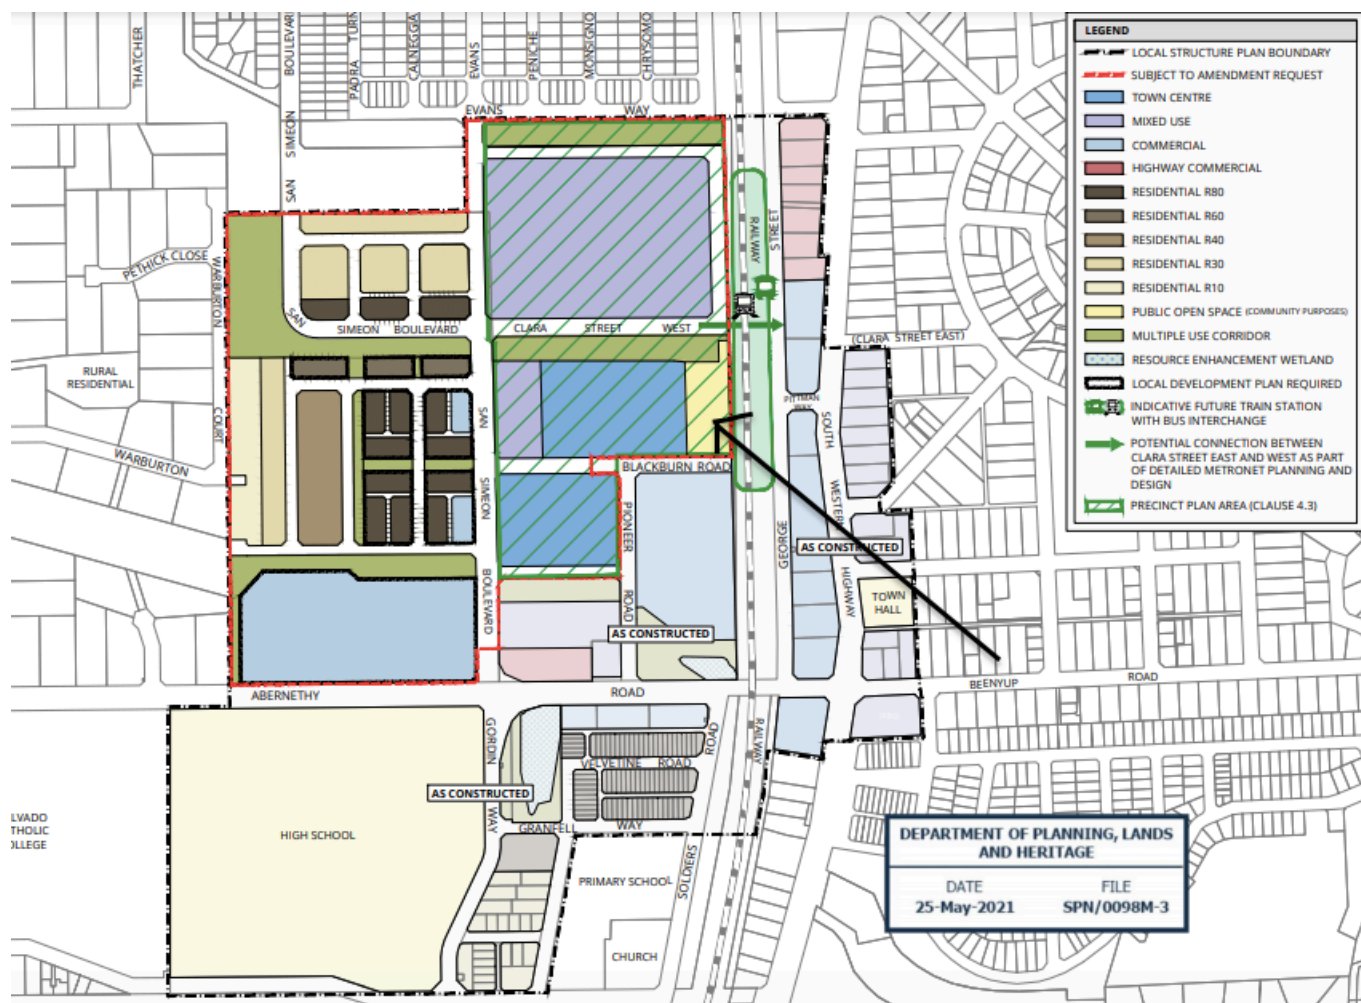 THATCHER
BOULEVARD
SIMEON
SAN
PADRA TURN
CALNEGGIA
EVANS
PENICHE
MONSIGNO
CHRYSOMO
EVANS WAY
PETHICK CLOSE
WARBURTON
COURT
RURAL
RESIDENTIAL
WARBURTON
SAN
SIMEON BOULEVARD
CLARA STREET WEST
RAILWAY
STREET
(CLARA STREET EAST)
PITTMAN
WAY
SOUTH
WESTERN
HIGHWAY
SAN
SIMEON
BOULEVARD
BLACKBURN ROAD
PIONEER
ROAD
GEORGE
AS CONSTRUCTED
TOWN
HALL
AS CONSTRUCTED
ABERNETHY ROAD
BEENYUP ROAD
GORDIN
WAY
ROAD
RAILWAY
VELVETINE ROAD
AS CONSTRUCTED
GRANFELL WAY
SOLDIERS
HIGH SCHOOL
LVADO
THOLIC
OLLEGE
PRIMARY SCHOOL
CHURCH
LEGEND
LOCAL STRUCTURE PLAN BOUNDARY
SUBJECT TO AMENDMENT REQUEST
TOWN CENTRE
MIXED USE
COMMERCIAL
HIGHWAY COMMERCIAL
RESIDENTIAL R80
RESIDENTIAL R60
RESIDENTIAL R40
RESIDENTIAL R30
RESIDENTIAL R10
PUBLIC OPEN SPACE (COMMUNITY PURPOSES)
MULTIPLE USE CORRIDOR
RESOURCE ENHANCEMENT WETLAND
LOCAL DEVELOPMENT PLAN REQUIRED
INDICATIVE FUTURE TRAIN STATION
WITH BUS INTERCHANGE
POTENTIAL CONNECTION BETWEEN
CLARA STREET EAST AND WEST AS PART
OF DETAILED METRONET PLANNING AND
DESIGN
PRECINCT PLAN AREA (CLAUSE 4.3)
DEPARTMENT OF PLANNING, LANDS
AND HERITAGE
DATE FILE
25-May-2021 SPN/0098M-3